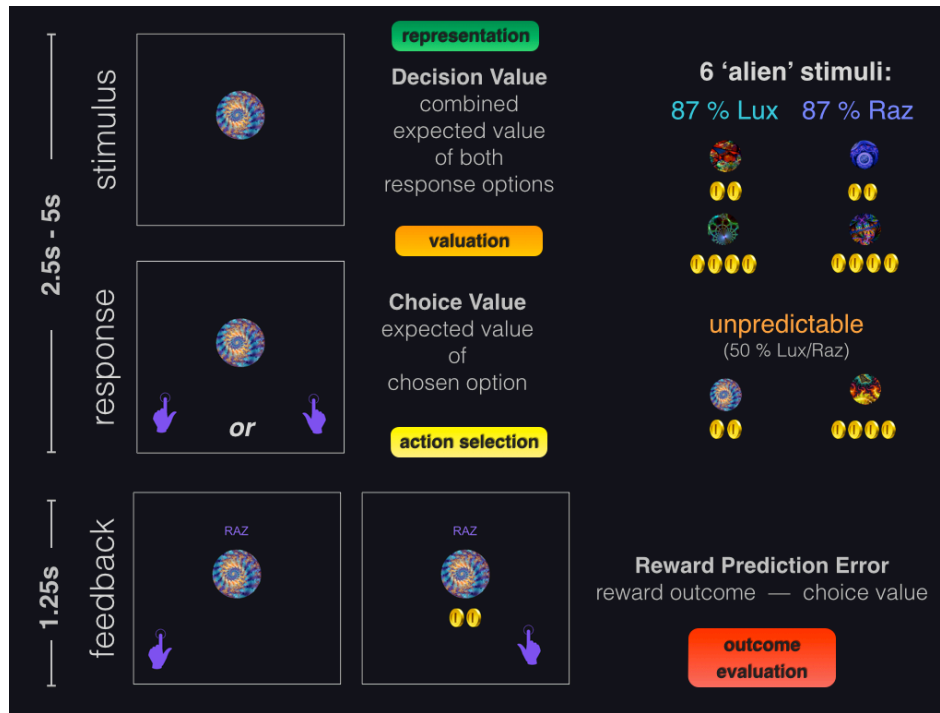 stimulus
2.5s - 5s
response
representation
Decision Value
combined
expected value
of both
response options
valuation
Choice Value
expected value
of
chosen option
or
action selection
6 ‘alien’ stimuli:
87 % Lux
87 % Raz
unpredictable
(50 % Lux/Raz)
1.25s
feedback
RAZ
RAZ
Reward Prediction Error
reward outcome — choice value
outcome
evaluation